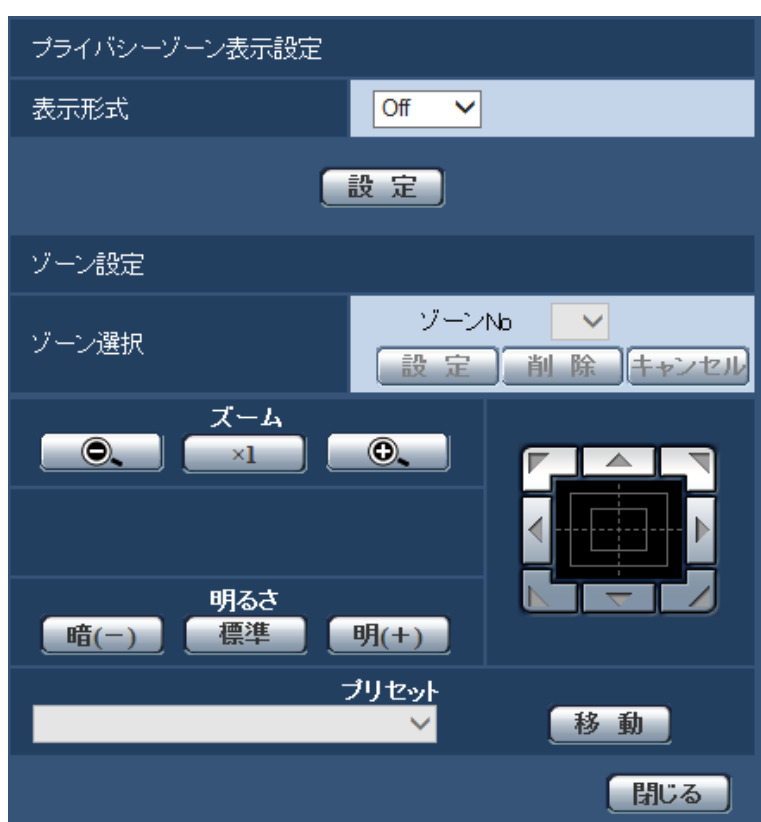 プライバシーゾーン表示設定
表示形式 Off
設 定
ゾーン設定
ゾーン選択 ゾーンNo
設 定 削 除 キャンセル
ズーム
×1
明るさ
暗(−) 標準 明(+)
プリセット
移 動
閉じる